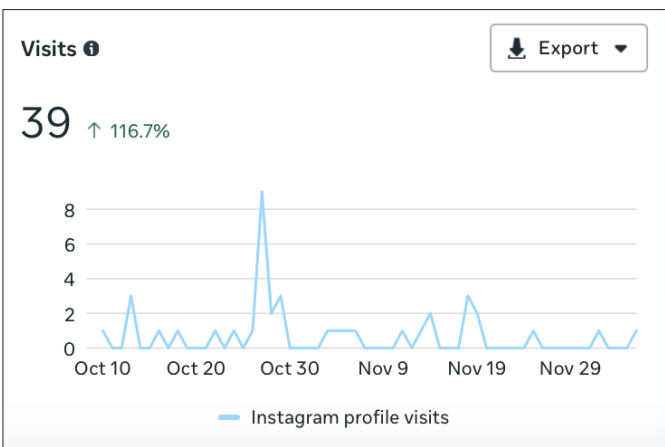 Visits
Export
39 ↑ 116.7%
8
6
4
2
0
Oct 10 Oct 20 Oct 30 Nov 9 Nov 19 Nov 29
Instagram profile visits